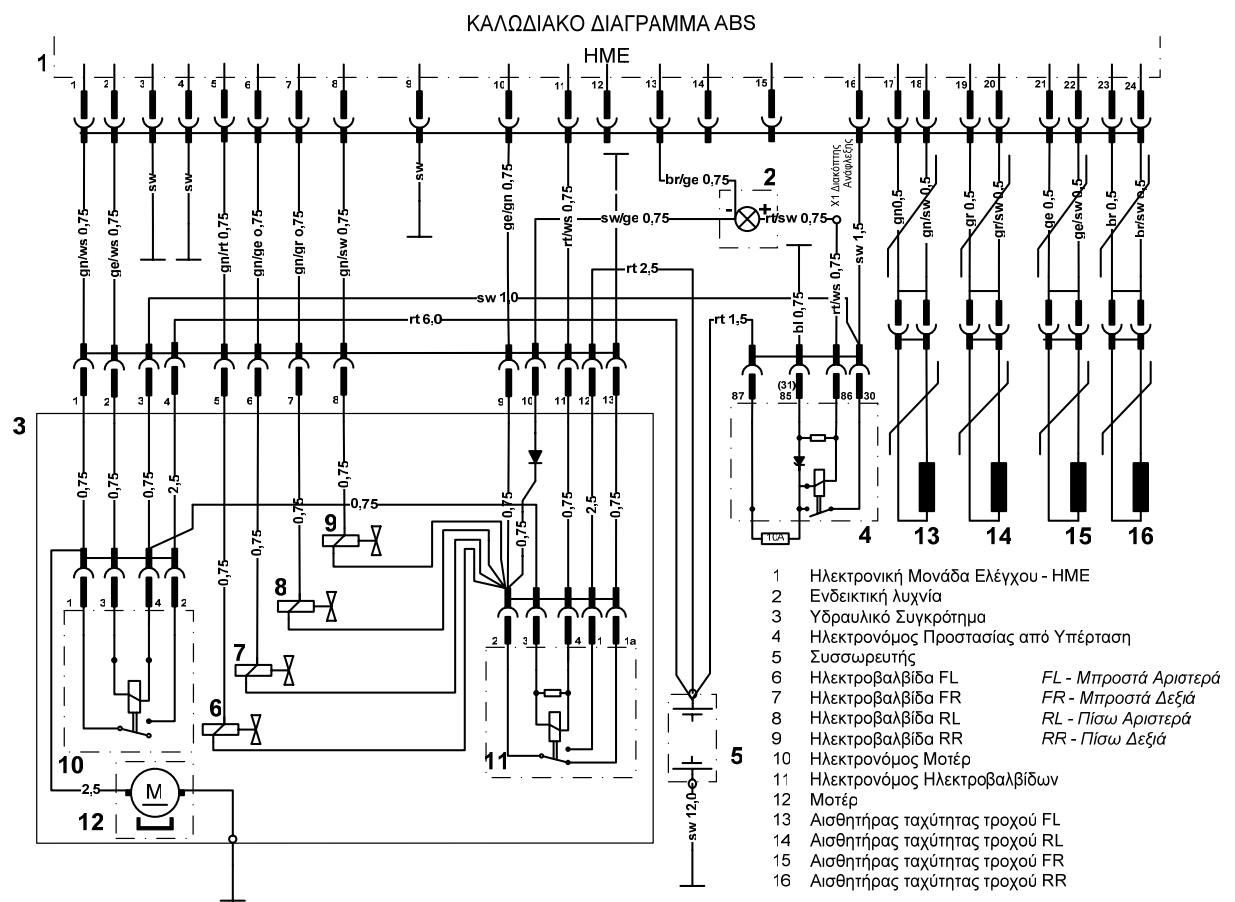 ΚΑΛΩΔΙΑΚΟ ΔΙΑΓΡΑΜΜΑ ABS
ΗΜΕ
1
1 2 3 4 5 6 7 8 9 10 11 12 13 14 15 16 17 18 19 20 21 22 23 24
gn/ws 0,75
ge/ws 0,75
sw
sw
gn/rt 0,75
gn/ge 0,75
gn/gr 0,75
gn/sw 0,75
sw
ge/gn 0,75
rt/ws 0,75
br/ge 0,75
2
- +
sw/ge 0,75
rt/sw 0,75
Χ1 Διακόπτης
Ανάφλεξης
sw 1,5
gn0,5
gn/sw 0,5
gr 0,5
gr/sw0,5
ge 0,5
ge/sw 0,5
br 0,5
br/sw 0,5
rt 2,5
sw 1,0
rt 6,0
rt 1,5
bl 0,75
rt/ws 0,75
1 2 3 4 5 6 7 8 9 10 11 12 13
87
(31)
85
86
30
3
0,75
0,75
0,75
2,5
0,75
0,75
0,75
0,75
0,75
0,75
0,75
2,5
0,75
0,75
10A
4
13
14
15
16
9
8
7
6
1 3 4 2
2 3 4 1 1a
10
11
5
2,5
M
12
sw 12,0
1 Ηλεκτρονική Μονάδα Ελέγχου - ΗΜΕ
2 Ενδεικτική λυχνία
3 Υδραυλικό Συγκρότημα
4 Ηλεκτρονόμος Προστασίας από Υπέρταση
5 Συσσωρευτής
6 Ηλεκτροβαλβίδα FL FL - Μπροστά Αριστερά
7 Ηλεκτροβαλβίδα FR FR - Μπροστά Δεξιά
8 Ηλεκτροβαλβίδα RL RL - Πίσω Αριστερά
9 Ηλεκτροβαλβίδα RR RR - Πίσω Δεξιά
10 Ηλεκτρονόμος Μοτέρ
11 Ηλεκτρονόμος Ηλεκτροβαλβίδων
12 Μοτέρ
13 Αισθητήρας ταχύτητας τροχού FL
14 Αισθητήρας ταχύτητας τροχού RL
15 Αισθητήρας ταχύτητας τροχού FR
16 Αισθητήρας ταχύτητας τροχού RR